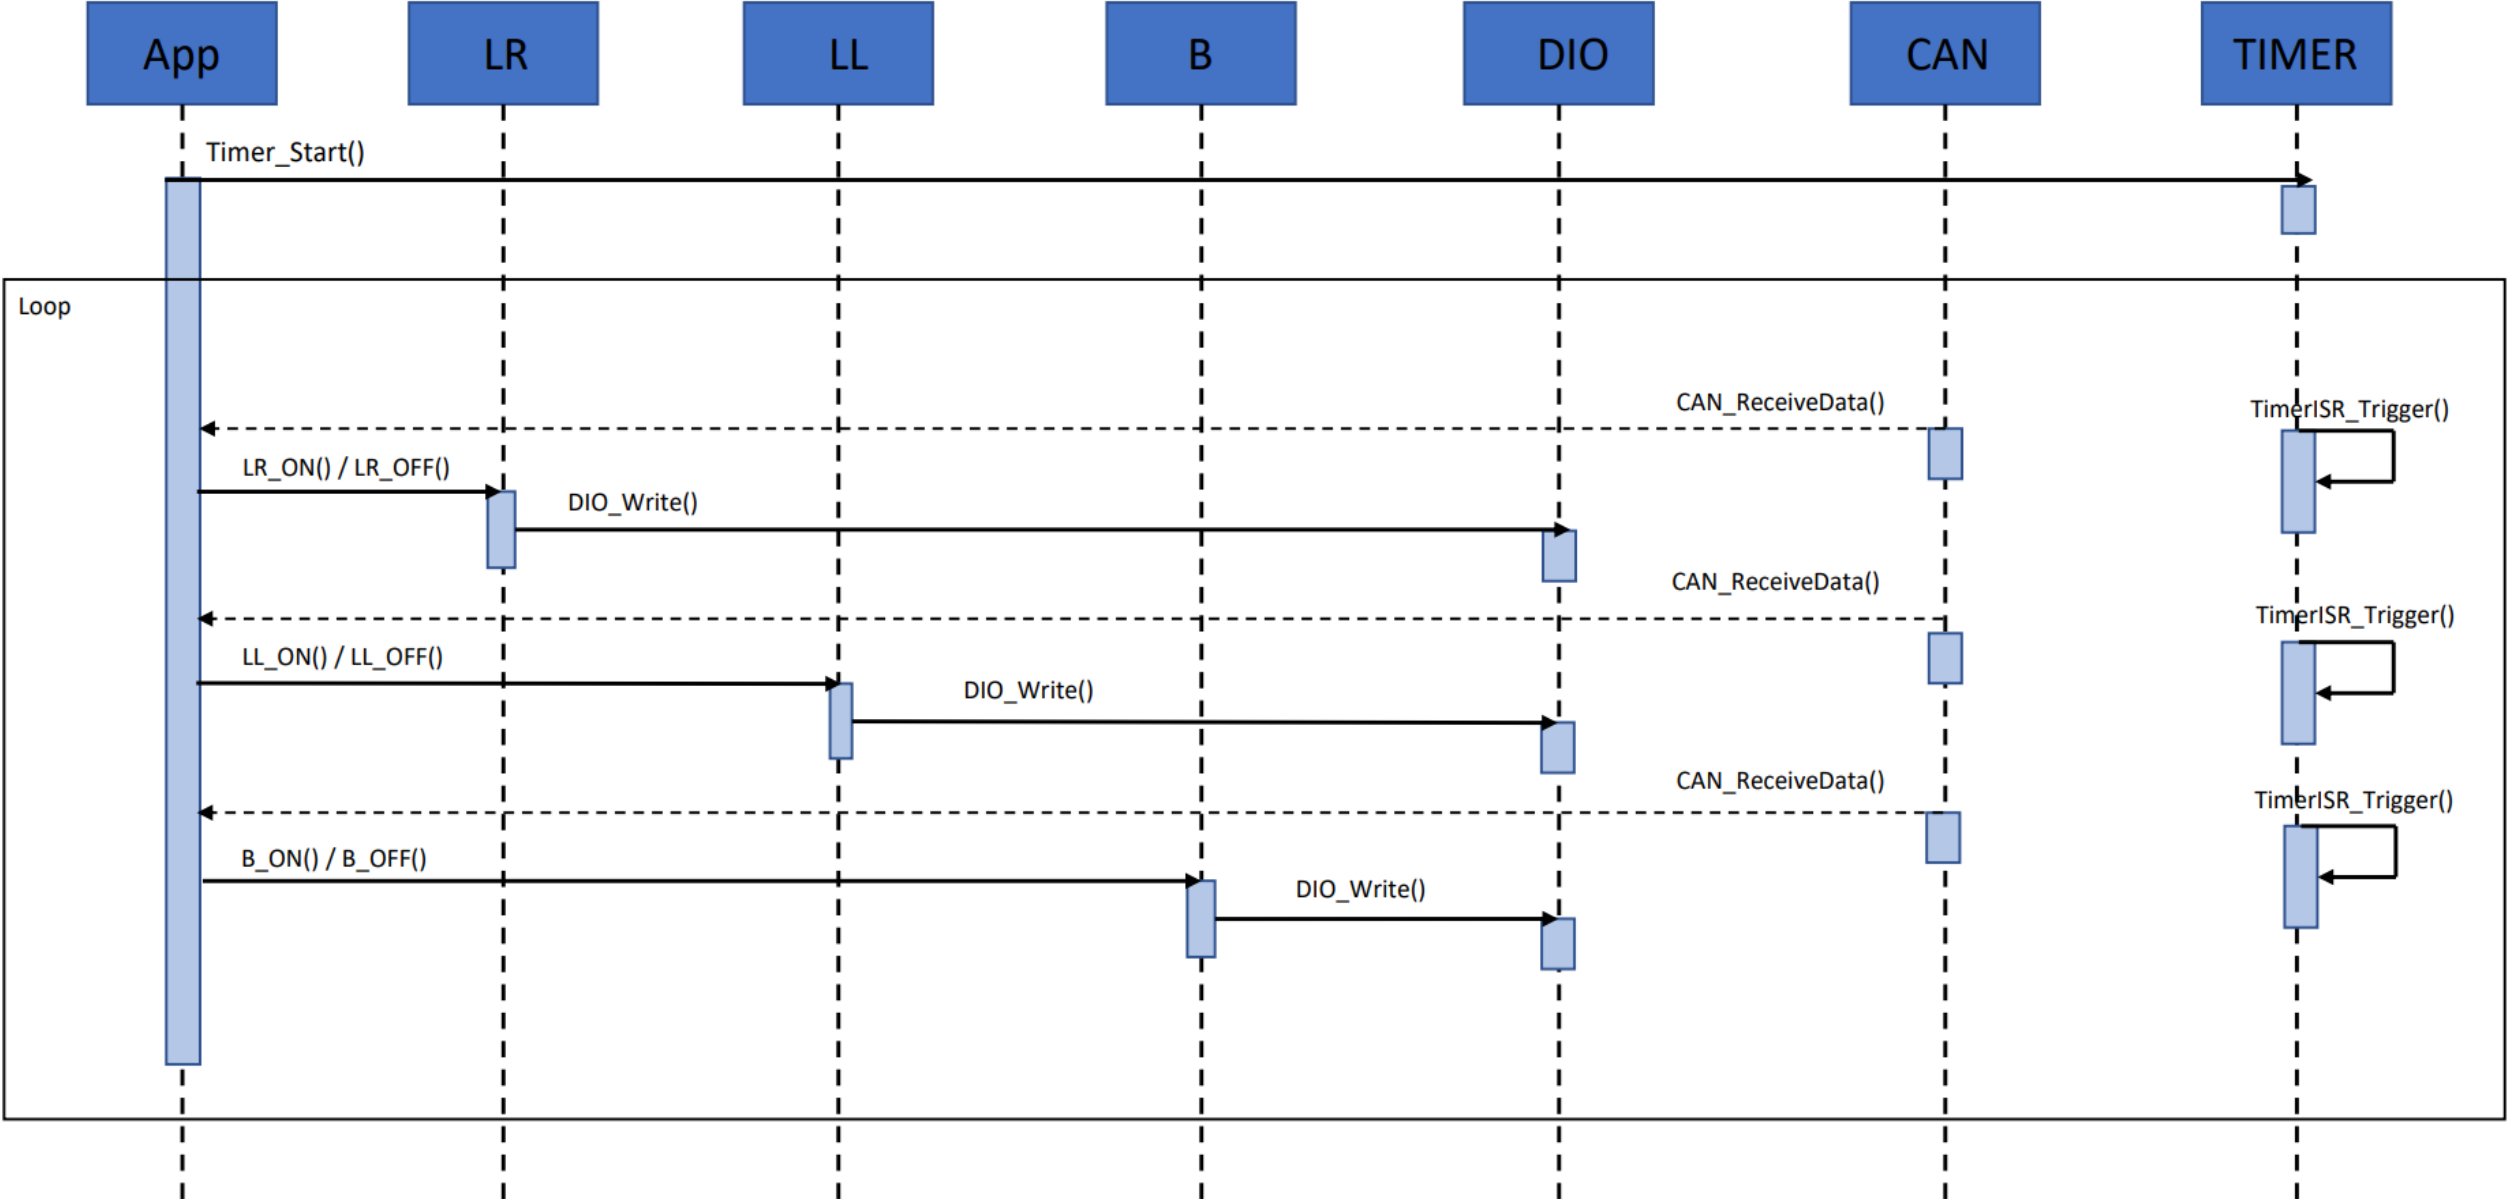 App
LR
LL
B
DIO
CAN
TIMER
Timer_Start()
Loop
CAN_ReceiveData()
TimerISR_Trigger()
LR_ON() / LR_OFF()
DIO_Write()
CAN_ReceiveData()
TimerISR_Trigger()
LL_ON() / LL_OFF()
DIO_Write()
CAN_ReceiveData()
TimerISR_Trigger()
B_ON() / B_OFF()
DIO_Write()